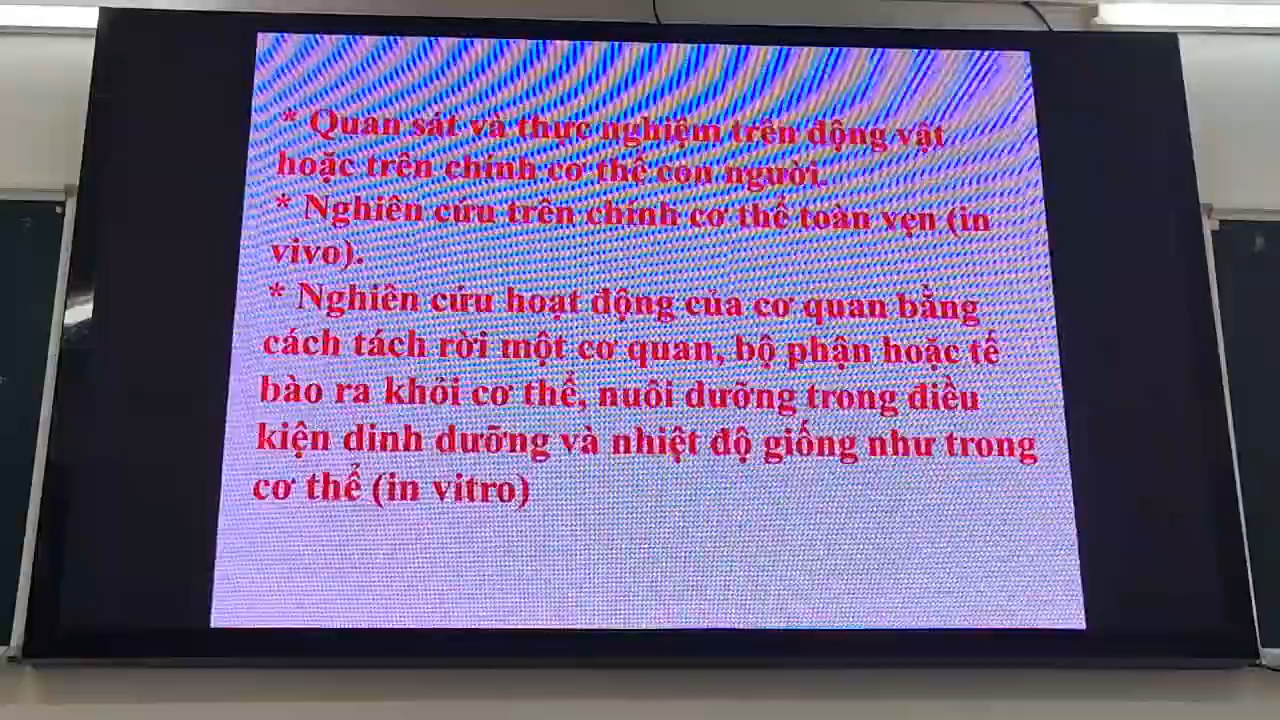 * Quan sát và thực nghiệm trên động vật
hoặc trên chính cơ thể con người.
* Nghiên cứu trên chính cơ thể toàn vẹn (in
vivo).
* Nghiên cứu hoạt động của cơ quan bằng
cách tách rời một cơ quan, bộ phận hoặc tế
bào ra khỏi cơ thể, nuôi dưỡng trong điều
kiện dinh dưỡng và nhiệt độ giống như trong
cơ thể (in vitro)